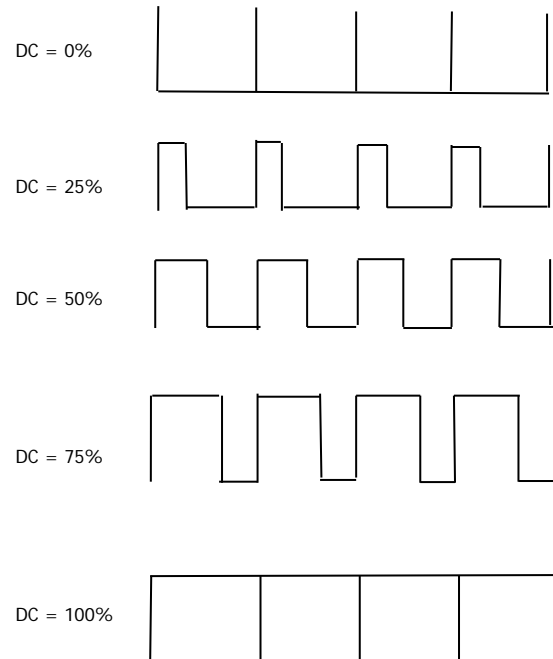 DC = 0%
DC = 25%
DC = 50%
DC = 75%
DC = 100%